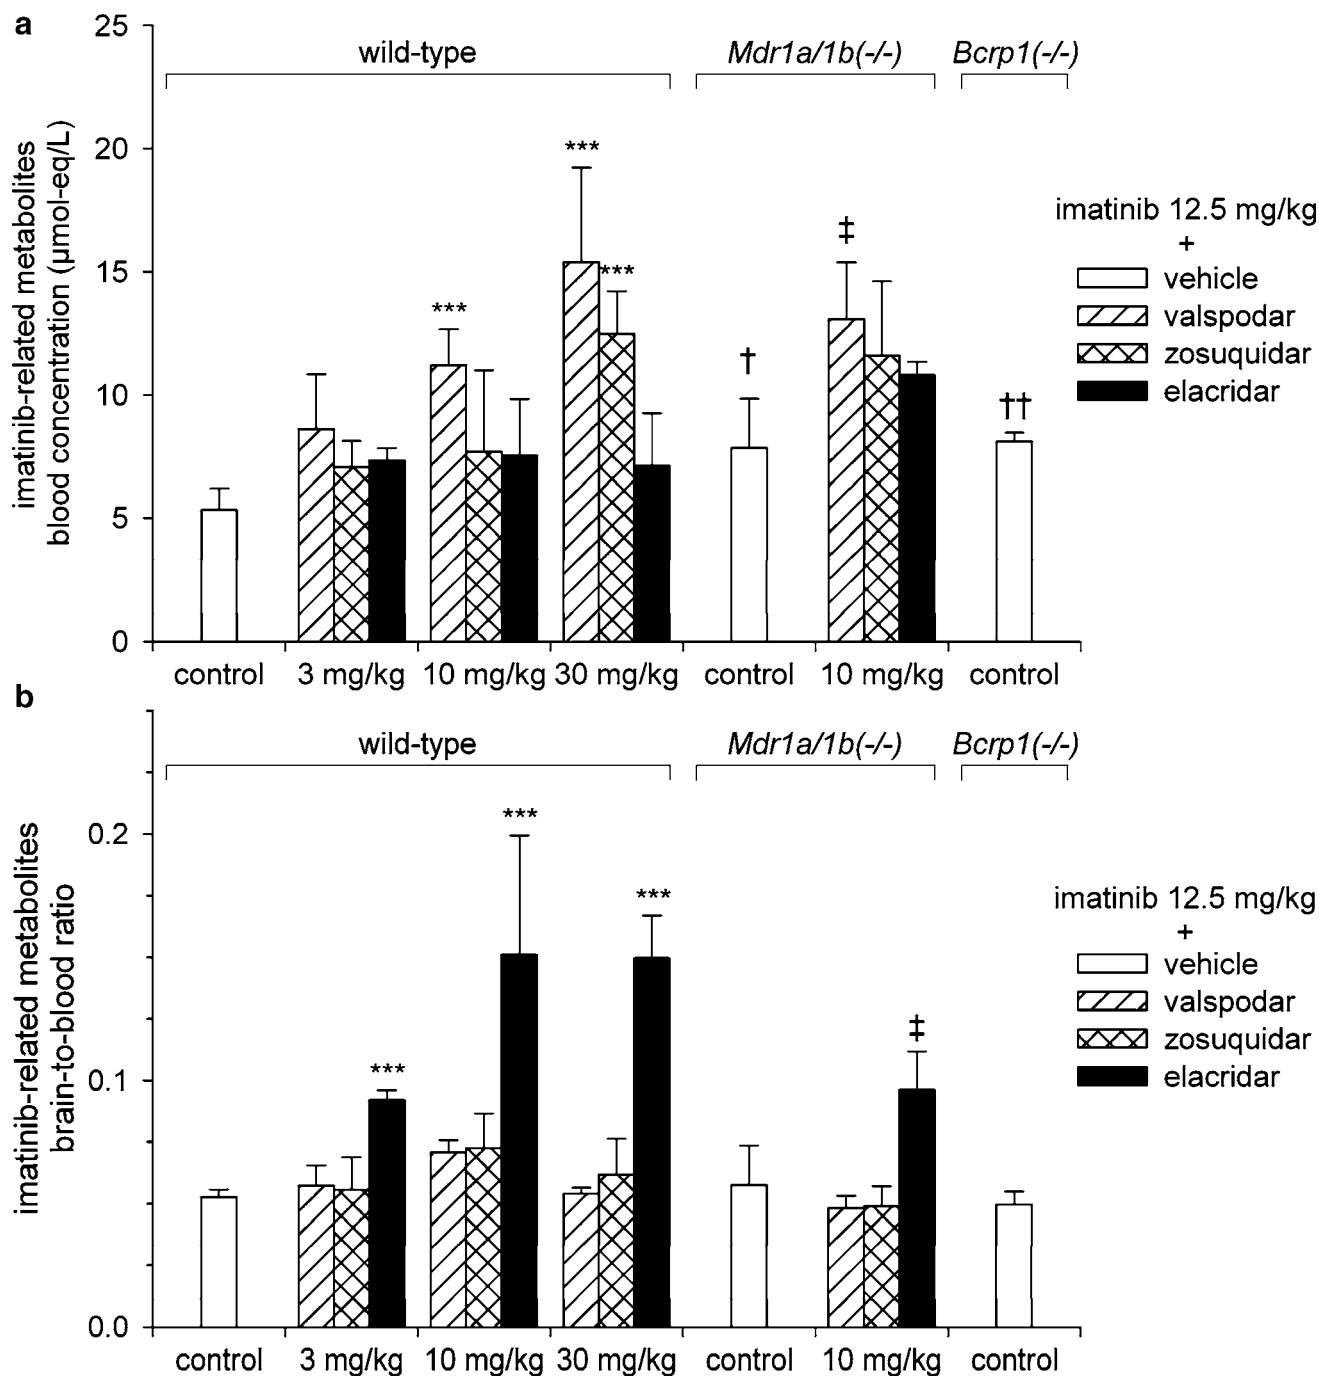 a
imatinib-related metabolites
blood concentration (µmol-eq/L)
25
20
15
10
5
0
wild-type
Mdr1a/1b(-/-)
Bcrp1(-/-)
***
***
***
†
‡
††
control
3 mg/kg
10 mg/kg
30 mg/kg
control
10 mg/kg
control
imatinib 12.5 mg/kg
+
vehicle
valspodar
zosuquidar
elacridar
b
imatinib-related metabolites
brain-to-blood ratio
0.2
0.1
0.0
wild-type
Mdr1a/1b(-/-)
Bcrp1(-/-)
***
***
***
‡
control
3 mg/kg
10 mg/kg
30 mg/kg
control
10 mg/kg
control
imatinib 12.5 mg/kg
+
vehicle
valspodar
zosuquidar
elacridar